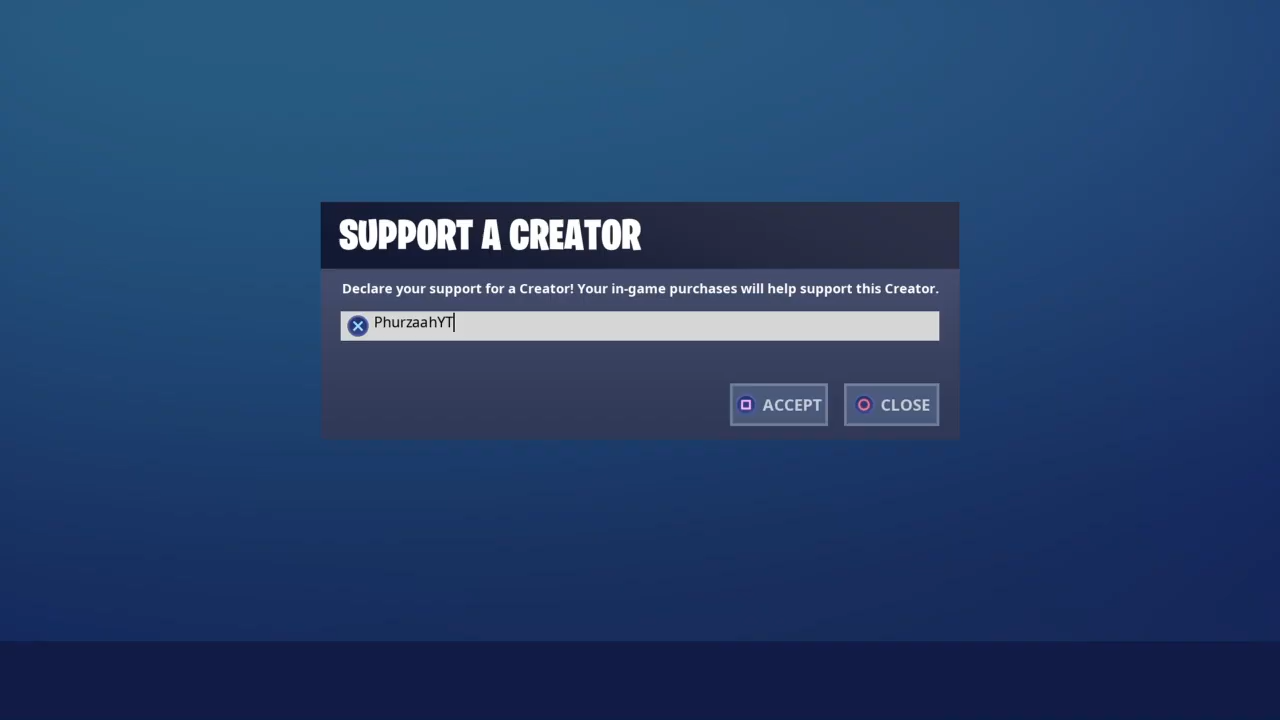 SUPPORT A CREATOR
Declare your support for a Creator! Your in-game purchases will help support this Creator.
PhurzaahYT
ACCEPT
CLOSE